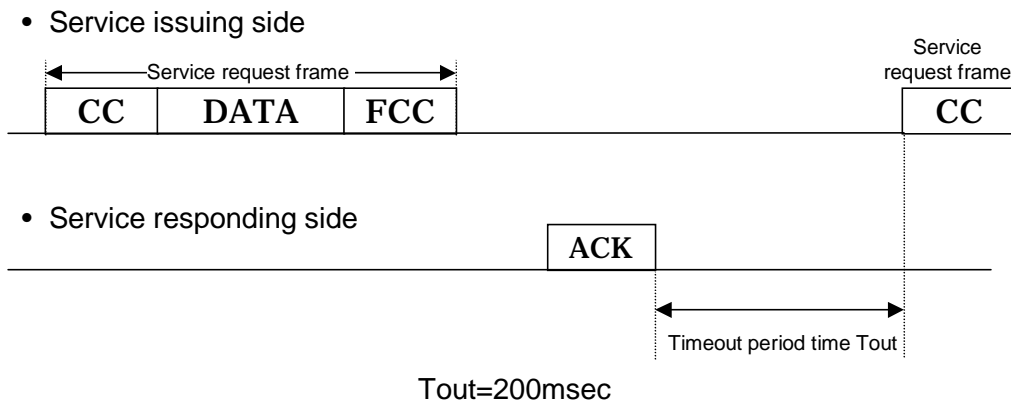 • Service issuing side
Service
request frame
Service request frame
CC DATA FCC CC
• Service responding side
ACK
Timeout period time Tout
Tout=200msec